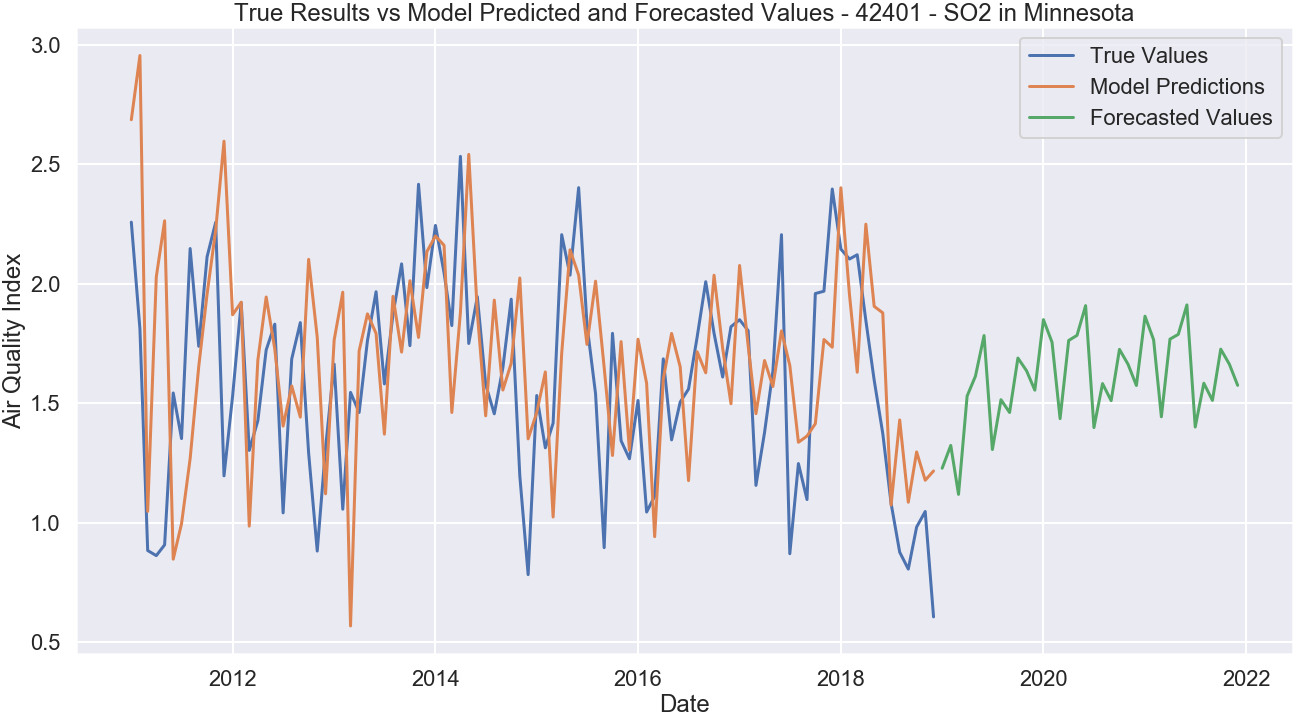 True Results vs Model Predicted and Forecasted Values - 42401 - SO2 in Minnesota
True Values
Model Predictions
Forecasted Values
Air Quality Index
3.0
2.5
2.0
1.5
1.0
0.5
2012 2014 2016 2018 2020 2022
Date